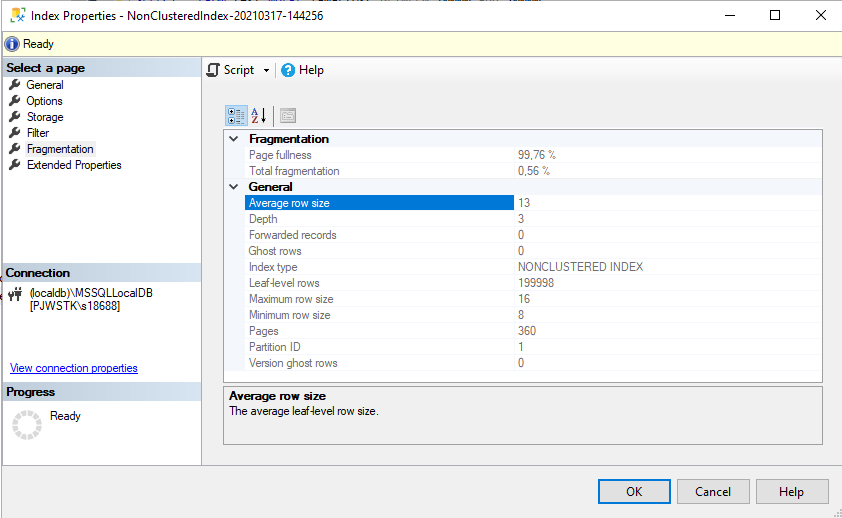 Index Properties - NonClusteredIndex-20210317-144256
Ready
Select a page
General
Options
Storage
Filter
Fragmentation
Extended Properties
Connection
(localdb)\MSSQLLocalDB
[PJWSTK\s18688]
View connection properties
Progress
Ready
Script Help
Fragmentation
Page fullness 99,76 %
Total fragmentation 0,56 %
General
Average row size 13
Depth 3
Forwarded records 0
Ghost rows 0
Index type NONCLUSTERED INDEX
Leaf-level rows 199998
Maximum row size 16
Minimum row size 8
Pages 360
Partition ID 1
Version ghost rows 0
Average row size
The average leaf-level row size.
OK Cancel Help